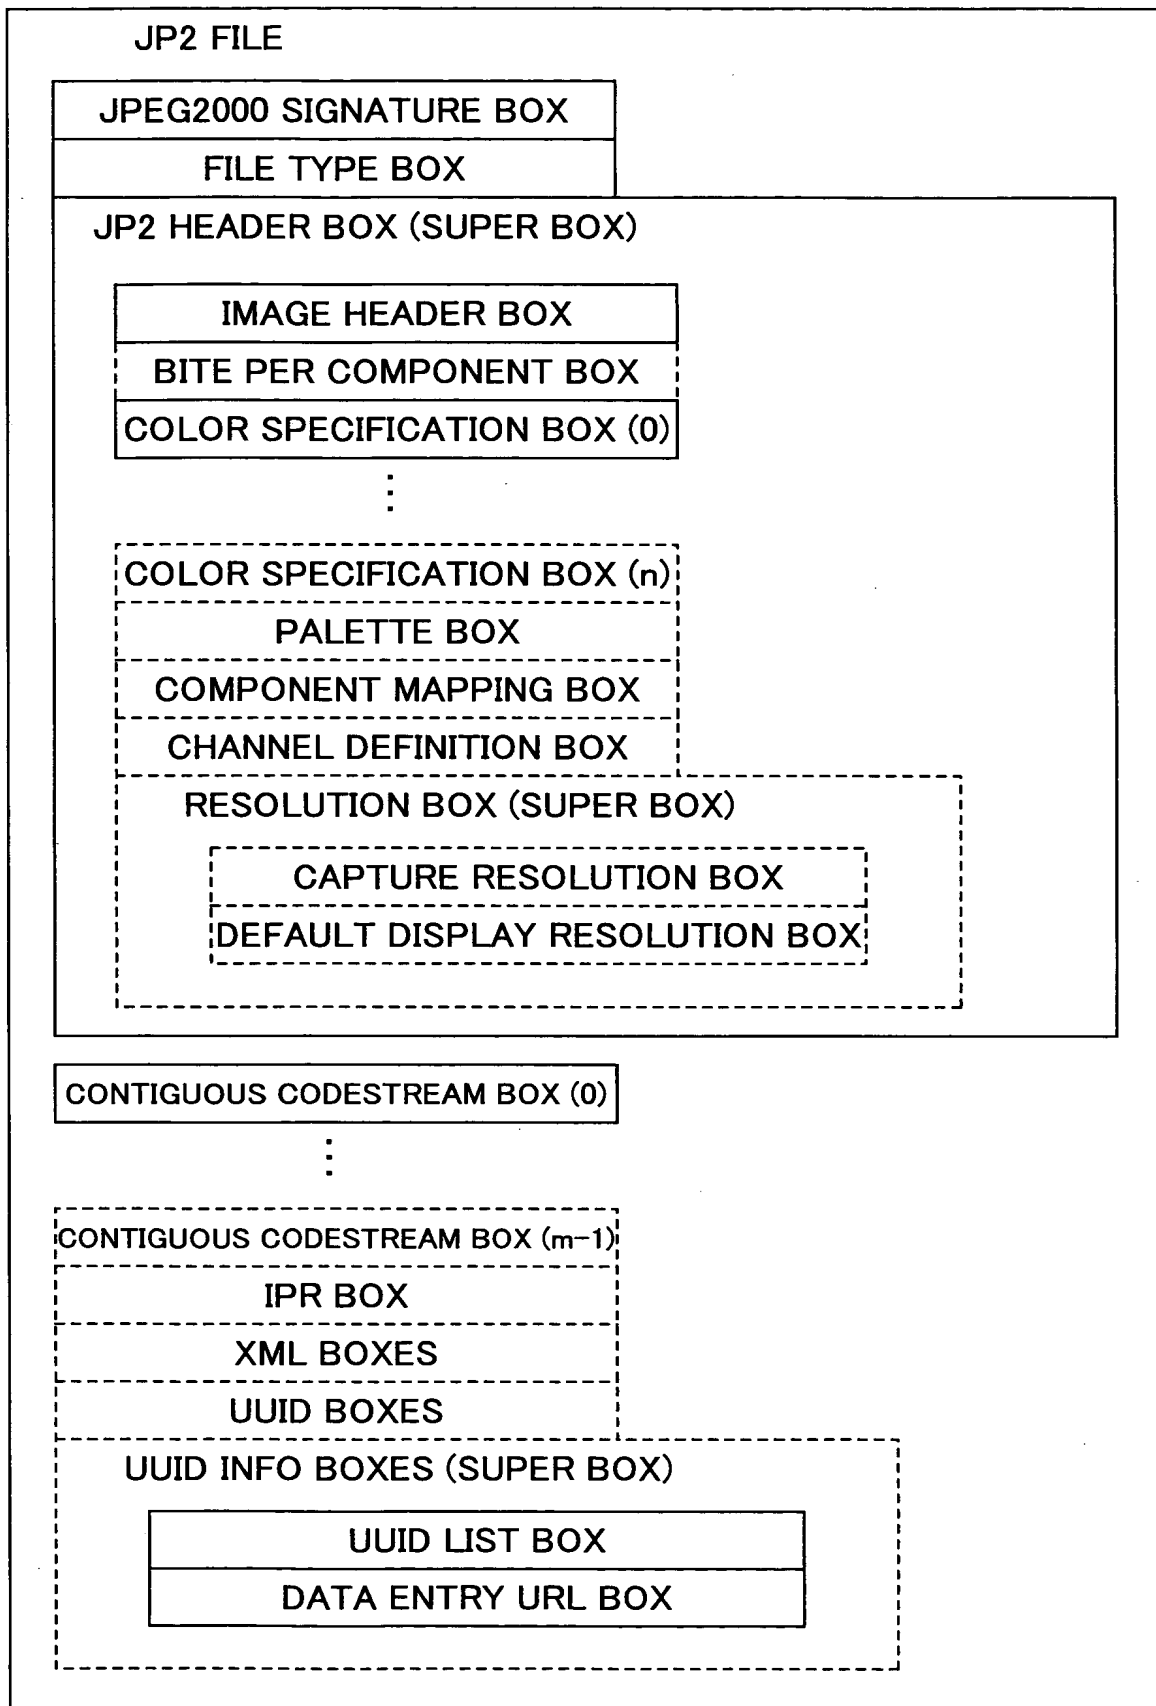 JP2 FILE
JPEG2000 SIGNATURE BOX
FILE TYPE BOX
JP2 HEADER BOX (SUPER BOX)
IMAGE HEADER BOX
BITE PER COMPONENT BOX
COLOR SPECIFICATION BOX (0)
⋮
COLOR SPECIFICATION BOX (n)
PALETTE BOX
COMPONENT MAPPING BOX
CHANNEL DEFINITION BOX
RESOLUTION BOX (SUPER BOX)
CAPTURE RESOLUTION BOX
DEFAULT DISPLAY RESOLUTION BOX
CONTIGUOUS CODESTREAM BOX (0)
⋮
CONTIGUOUS CODESTREAM BOX (m-1)
IPR BOX
XML BOXES
UUID BOXES
UUID INFO BOXES (SUPER BOX)
UUID LIST BOX
DATA ENTRY URL BOX